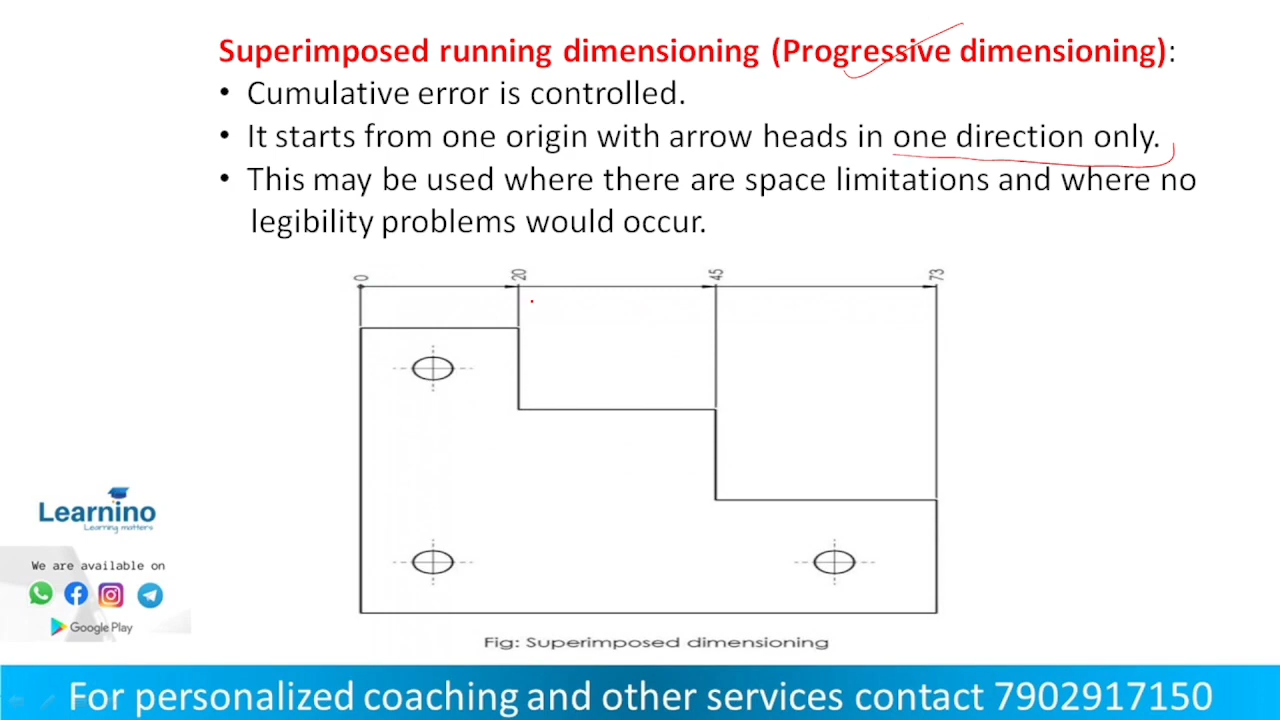 Superimposed running dimensioning (Progressive dimensioning):
• Cumulative error is controlled.
• It starts from one origin with arrow heads in one direction only.
• This may be used where there are space limitations and where no
legibility problems would occur.
0 20 45 73
Learnino
Learning matters
We are available on
Google Play
Fig: Superimposed dimensioning
For personalized coaching and other services contact 7902917150